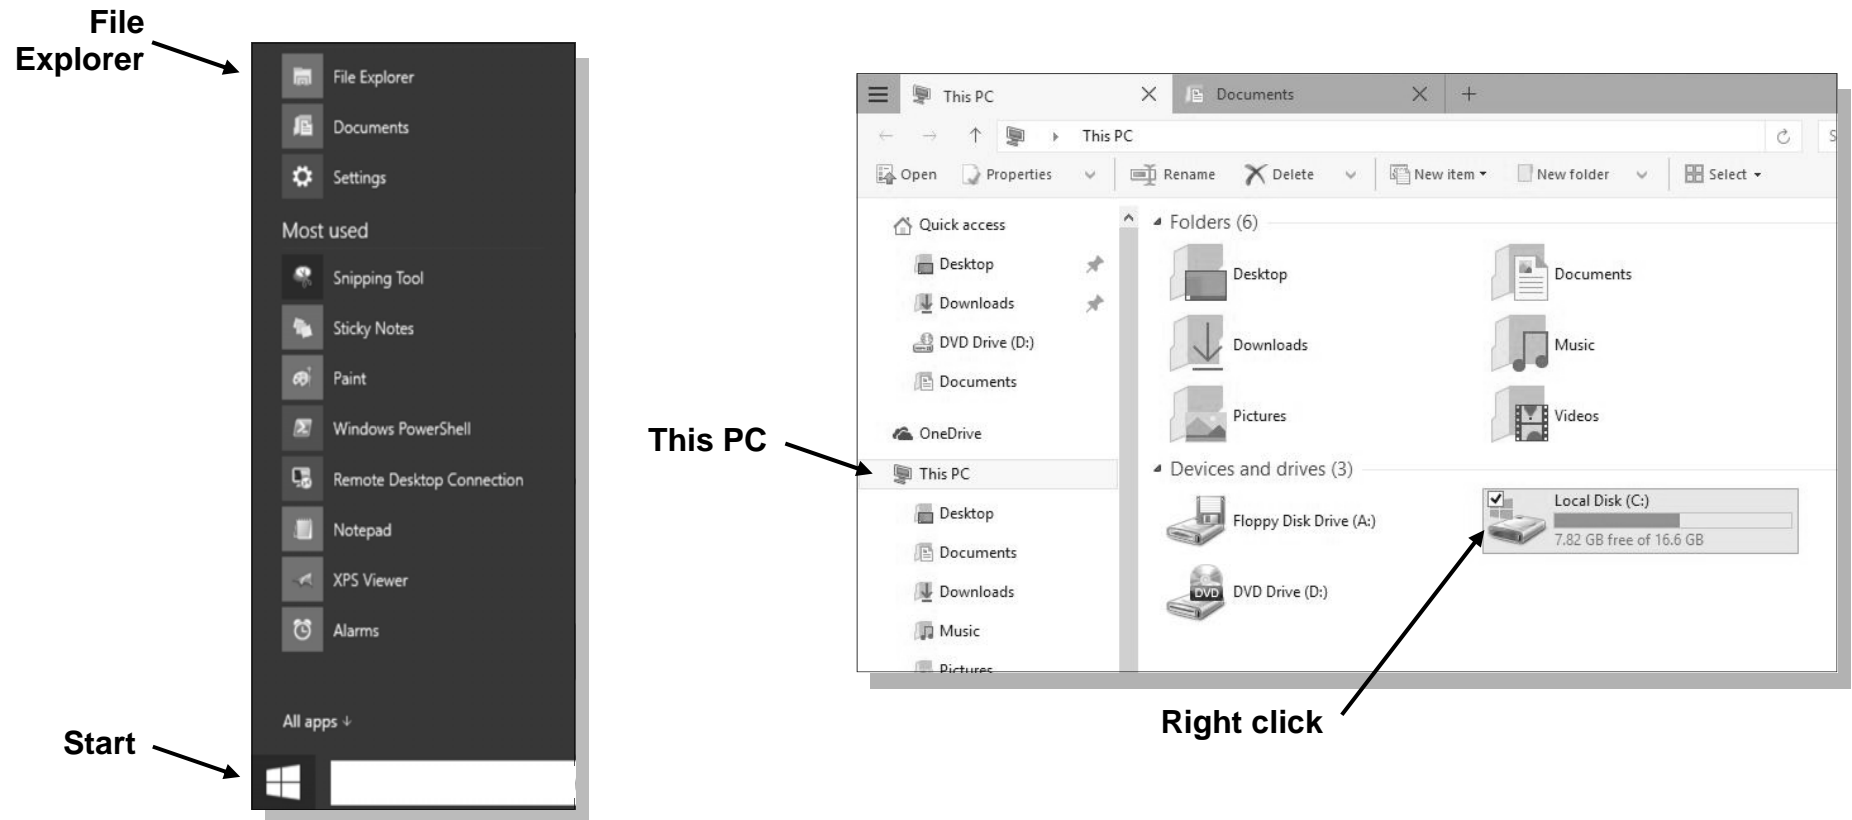 File
Explorer
File Explorer
Documents
Settings
Most used
Snipping Tool
Sticky Notes
Paint
Windows PowerShell
Remote Desktop Connection
Notepad
XPS Viewer
Alarms
All apps ↓
Start
This PC
Documents
This PC
S
Open
Properties
Rename
Delete
New item
New folder
Select
Quick access
Desktop
Downloads
DVD Drive (D:)
Documents
OneDrive
This PC
This PC
Desktop
Documents
Downloads
Music
Pictures
Folders (6)
Desktop
Documents
Downloads
Music
Pictures
Videos
Devices and drives (3)
Floppy Disk Drive (A:)
Local Disk (C:)
7.82 GB free of 16.6 GB
DVD
DVD Drive (D:)
Right click